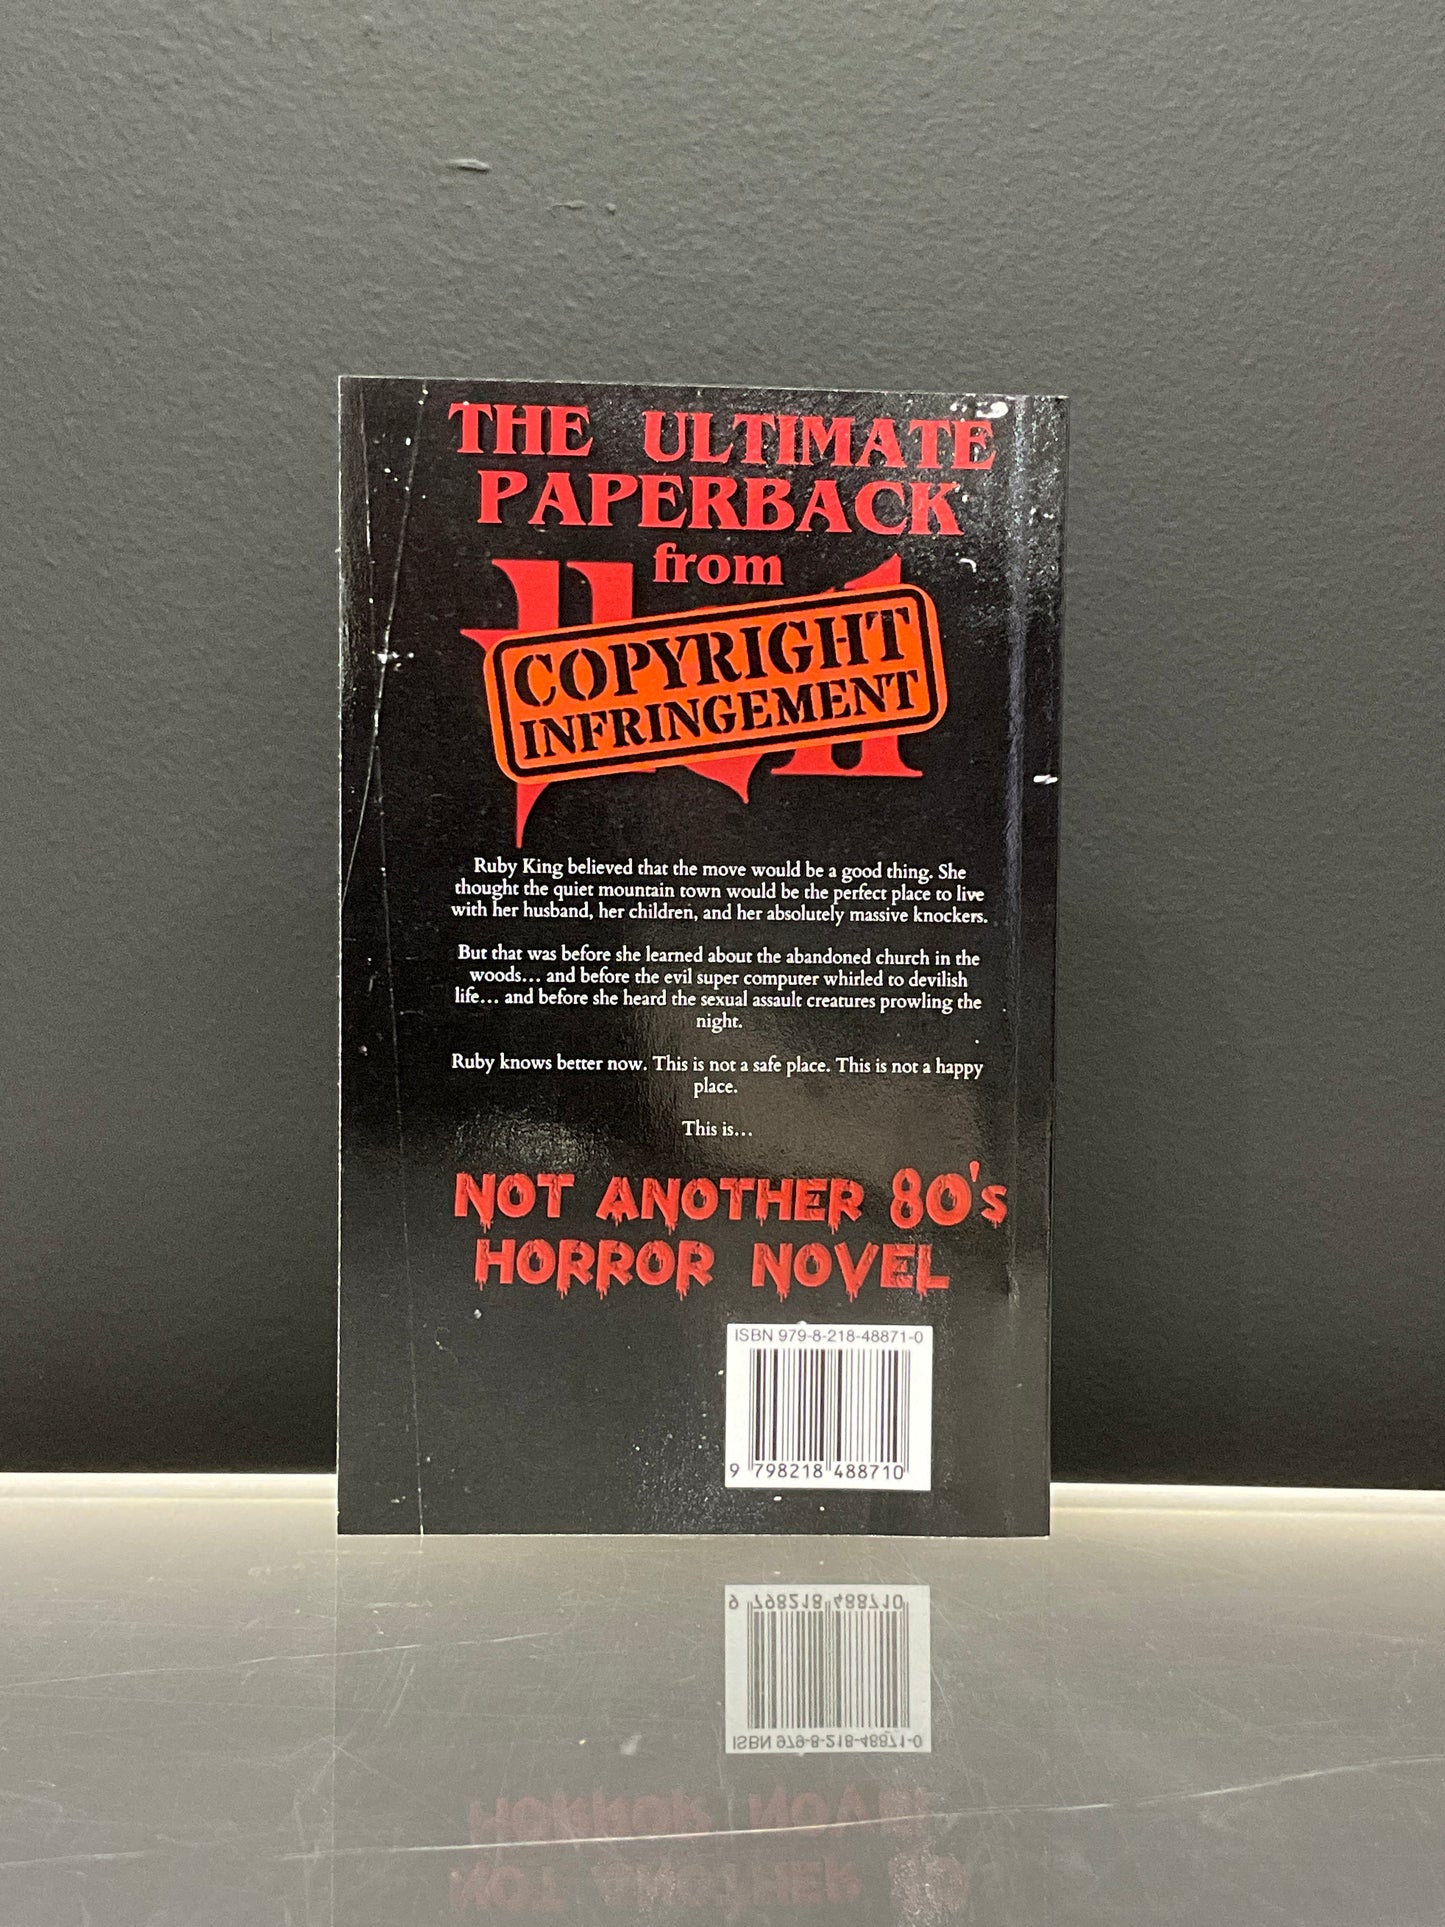 THE ULTIMATE
PAPERBACK
from
COPYRIGHT
INFRINGEMENT
Ruby King believed that the move would be a good thing. She
thought the quiet mountain town would be the perfect place to live
with her husband, her children, and her absolutely massive knockers.
But that was before she learned about the abandoned church in the
woods... and before the evil super computer whirled to devilish
life... and before she heard the sexual assault creatures prowling the
night.
Ruby knows better now. This is not a safe place. This is not a happy
place.
This is...
NOT ANOTHER 80's
HORROR NOVEL
ISBN 979-8-218-48871-0
9 798218 488710